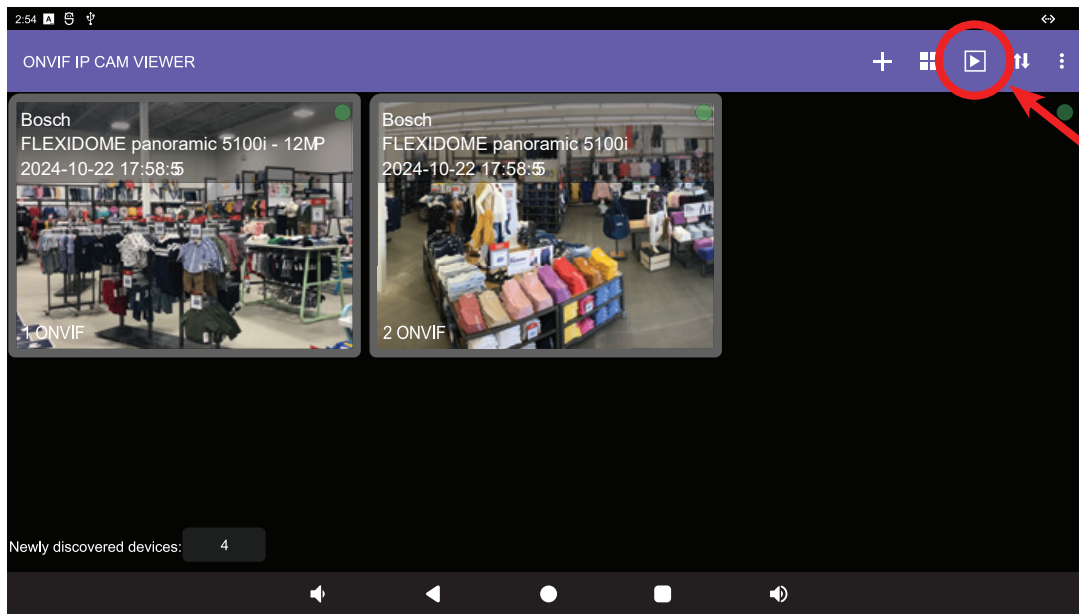 2:54 A
ONVIF IP CAM VIEWER
Bosch
FLEXIDOME panoramic 5100i - 12MP
2024-10-22 17:58:55
1 ONVIF
Bosch
FLEXIDOME panoramic 5100i
2024-10-22 17:58:55
2 ONVIF
Newly discovered devices: 4